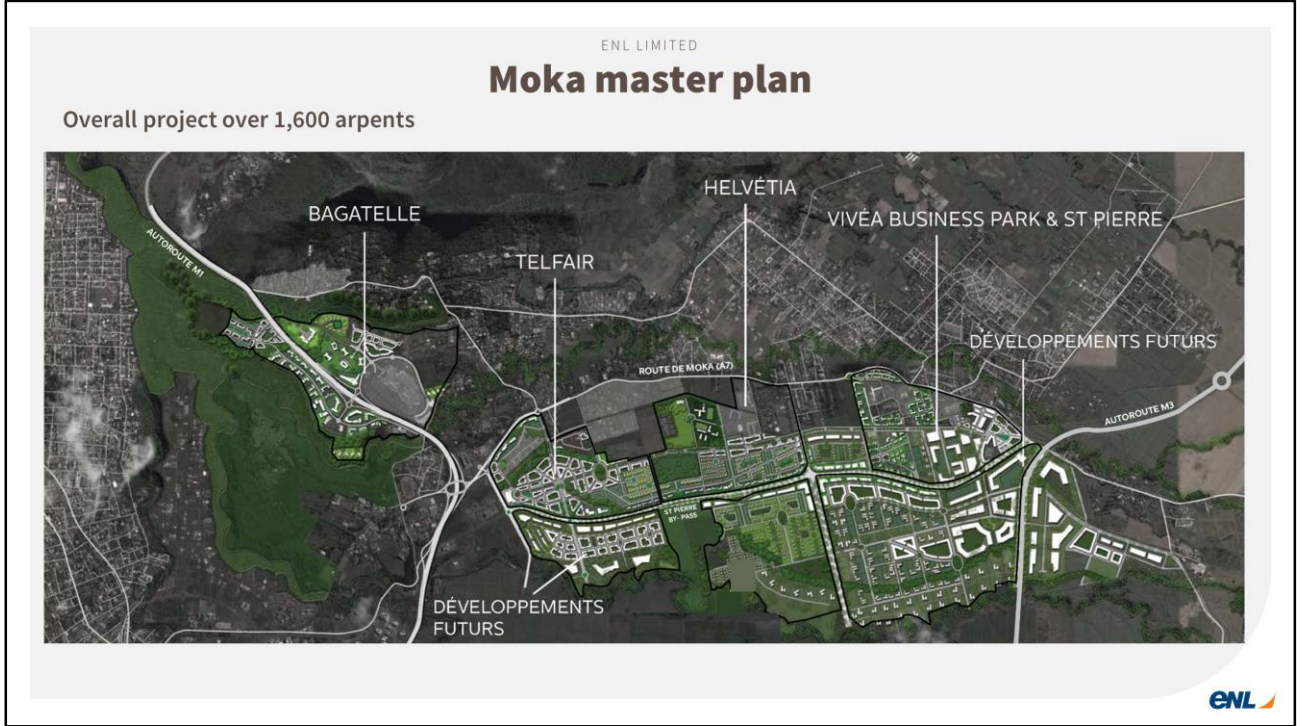 ENL LIMITED
Moka master plan
Overall project over 1,600 arpents
HELVÉTIA
BAGATELLE
VIVÉA BUSINESS PARK & ST PIERRE
AUTOROUTE M1
TELFAIR
DÉVELOPPEMENTS FUTURS
ROUTE DE MOKA (A7)
AUTOROUTE M3
ST PIERRE
BY- PASS
DÉVELOPPEMENTS
FUTURS
enl